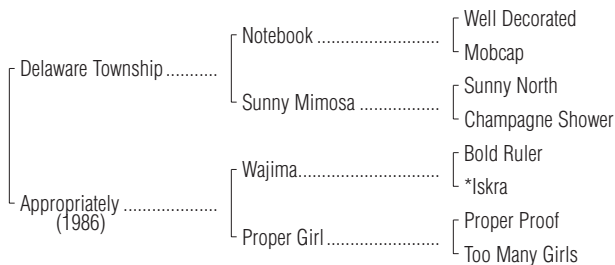 Well Decorated
Notebook
Mobcap
Delaware Township
Sunny North
Sunny Mimosa
Champagne Shower
Bold Ruler
Wajima
*Iskra
Appropriately
(1986)
Proper Proof
Proper Girl
Too Many Girls